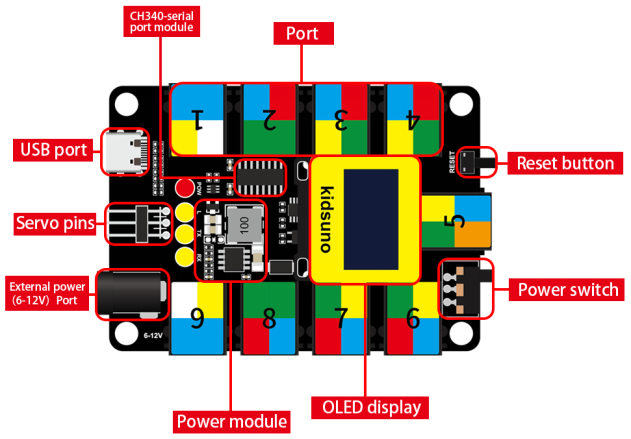 CH340-serial
port module
Port
1
2
3
4
USB port
RESET
Reset button
POW
kidsuno
Servo pins
L
TX
RX
100
5
External power
(6-12V) Port
Power switch
6-12V
9
8
7
6
Power module
OLED display